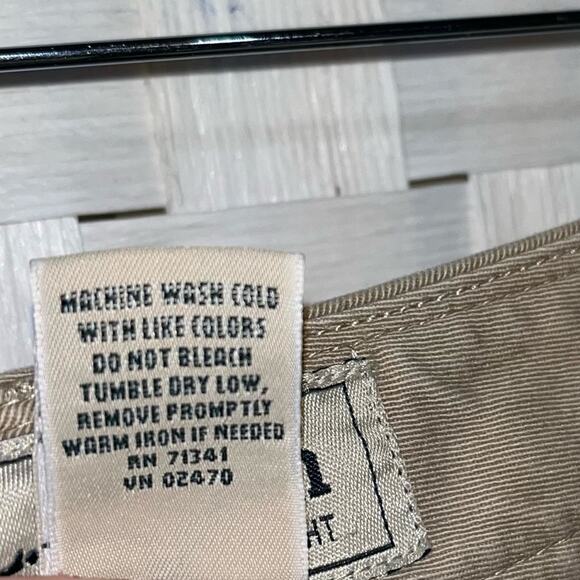 MACHINE WASH COLD
WITH LIKE COLORS
DO NOT BLEACH
TUMBLE DRY LOW,
REMOVE PROMPTLY
WARM IRON IF NEEDED
RN 71341
VN 02470